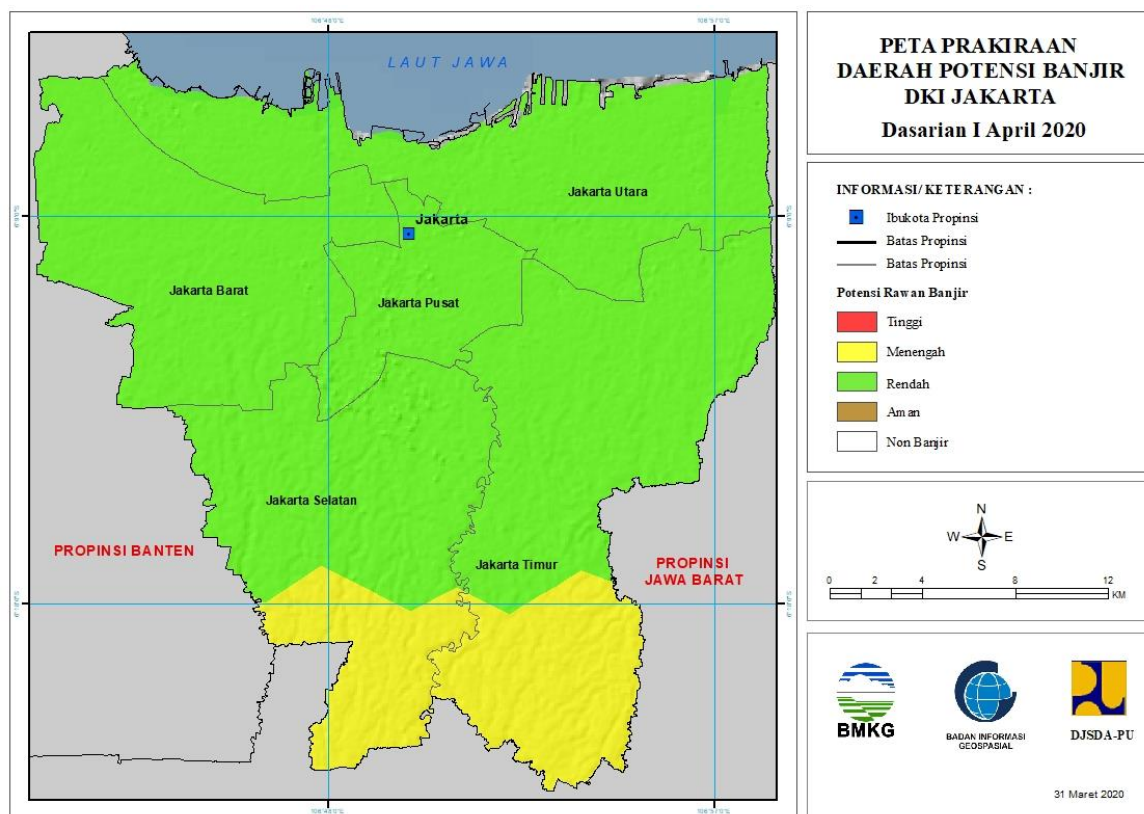 PETA PRAKIRAAN
DAERAH POTENSI BANJIR
DKI JAKARTA
Dasarian I April 2020
LAUT JAWA
Jakarta Utara
Jakarta
Jakarta Barat
Jakarta Pusat
Jakarta Selatan
Jakarta Timur
PROPINSI BANTEN
PROPINSI
JAWA BARAT
INFORMASI/ KETERANGAN :
Ibukota Propinsi
Batas Propinsi
Batas Propinsi
Potensi Rawan Banjir
Tinggi
Menengah
Rendah
Aman
Non Banjir
N
W E
S
0 2 4 8 12
KM
BMKG
BADAN INFORMASI
GEOSPASIAL
DJSDA-PU
31 Maret 2020